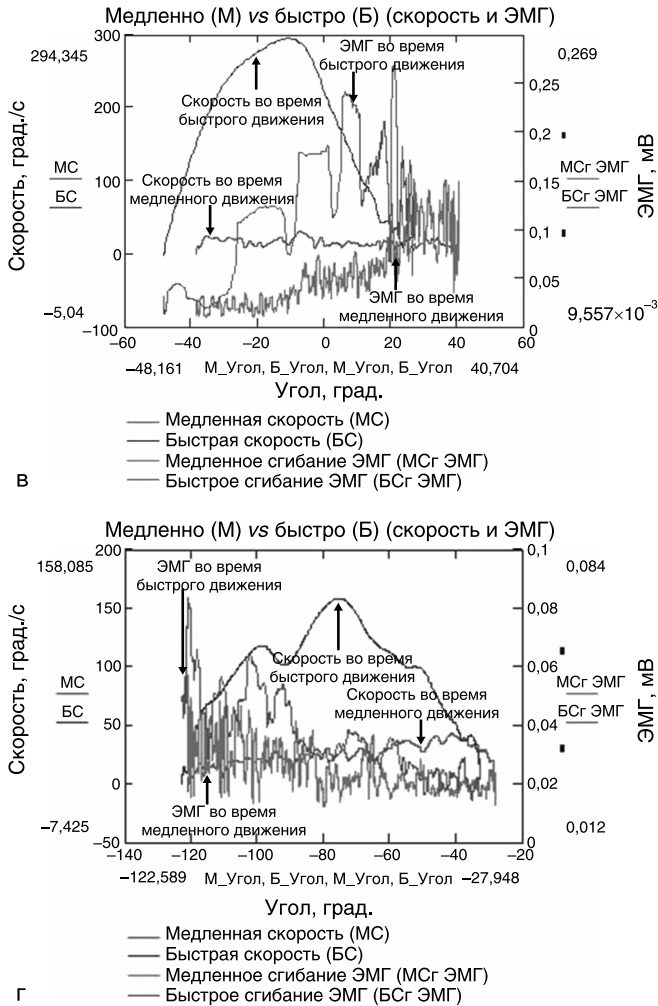 Медленно (М) vs быстро (Б) (скорость и ЭМГ)
294,345
300
200
100
0
−100
−5,04
Скорость, град./с
МС
БС
ЭМГ во время
быстрого движения
Скорость во время
быстрого движения
Скорость во время
медленного движения
ЭМГ во время
медленного движения
0,269
0,25
0,2
0,15
0,1
0,05
0
МСг ЭМГ
БСг ЭМГ
ЭМГ, мВ
9,557×10⁻³
−60
−40
−20
0
20
40
60
−48,161
М_Угол, Б_Угол, М_Угол, Б_Угол
40,704
Угол, град.
Медленная скорость (МС)
Быстрая скорость (БС)
Медленное сгибание ЭМГ (МСг ЭМГ)
Быстрое сгибание ЭМГ (БСг ЭМГ)
в
Медленно (М) vs быстро (Б) (скорость и ЭМГ)
158,085
200
150
100
50
0
−50
−7,425
Скорость, град./с
МС
БС
ЭМГ во время
быстрого движения
Скорость во время
быстрого движения
Скорость во время
медленного движения
ЭМГ во время
медленного движения
0,1
0,084
0,08
0,06
0,04
0,02
0
0,012
МСг ЭМГ
БСг ЭМГ
ЭМГ, мВ
−140
−120
−100
−80
−60
−40
−20
−122,589
М_Угол, Б_Угол, М_Угол, Б_Угол
−27,948
Угол, град.
Медленная скорость (МС)
Быстрая скорость (БС)
Медленное сгибание ЭМГ (МСг ЭМГ)
Быстрое сгибание ЭМГ (БСг ЭМГ)
г